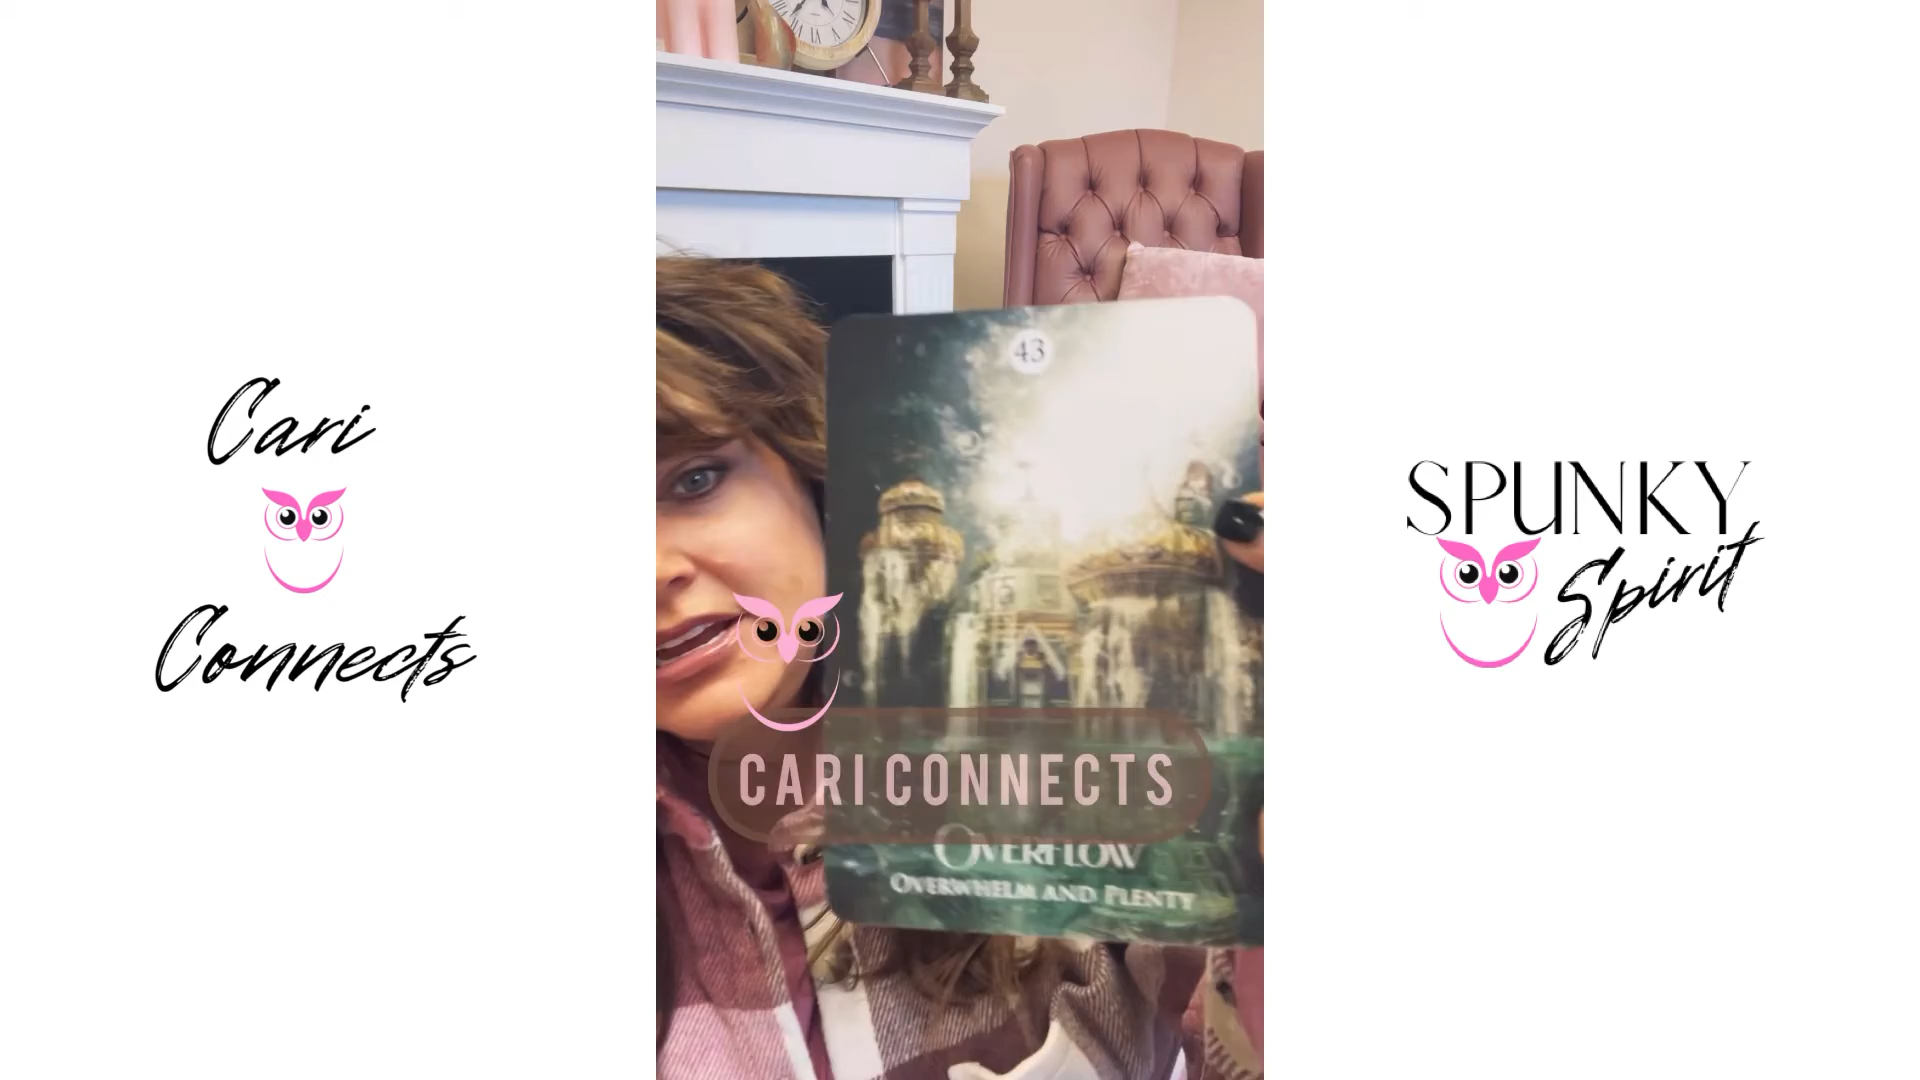 Cari
Connects
43
CARI CONNECTS
OVERFLOW
OVERWHELM AND PLENTY
SPUNKY
Spirit